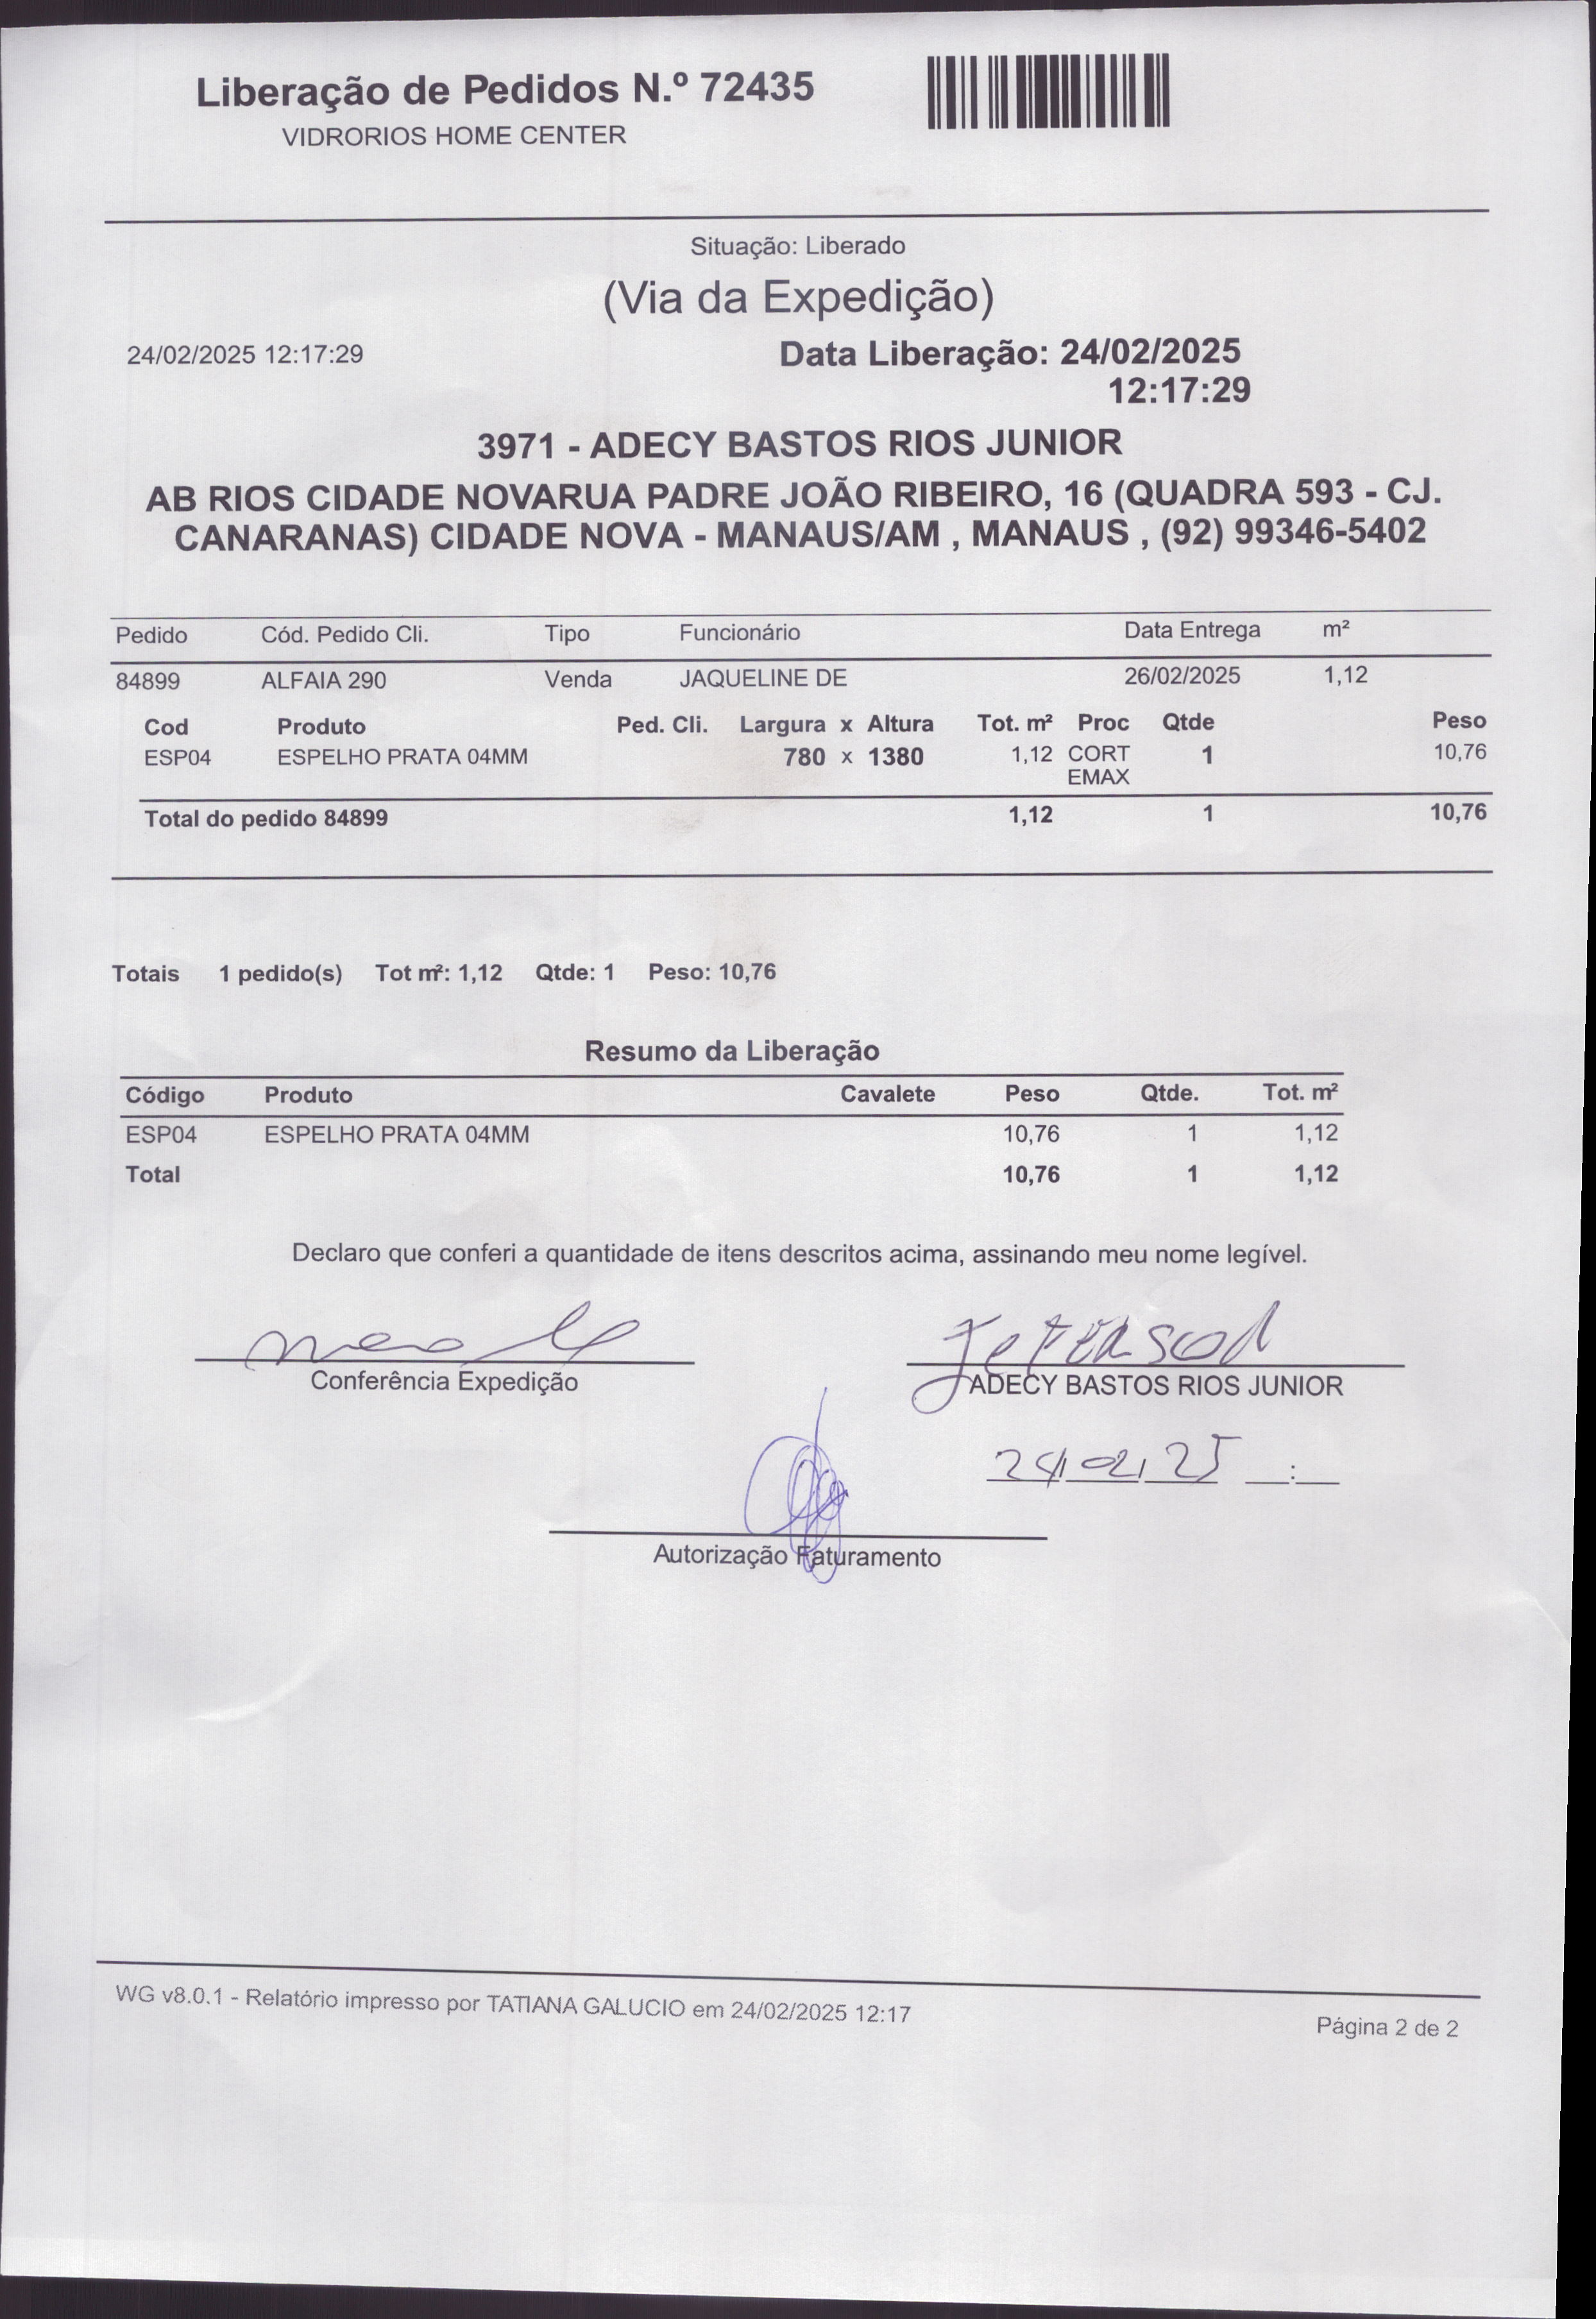 Liberação de Pedidos N.º 72435
VIDRORIOS HOME CENTER
Situação: Liberado
(Via da Expedição)
24/02/2025 12:17:29
Data Liberação: 24/02/2025
12:17:29
3971 - ADECY BASTOS RIOS JUNIOR
AB RIOS CIDADE NOVARUA PADRE JOÃO RIBEIRO, 16 (QUADRA 593 - CJ.
CANARANAS) CIDADE NOVA - MANAUS/AM , MANAUS , (92) 99346-5402
Pedido Cód. Pedido Cli. Tipo Funcionário Data Entrega m²
84899 ALFAIA 290 Venda JAQUELINE DE 26/02/2025 1,12
Cod Produto Ped. Cli. Largura x Altura Tot. m² Proc Qtde Peso
ESP04 ESPELHO PRATA 04MM 780 x 1380 1,12 CORT 1 10,76
EMAX
Total do pedido 84899 1,12 1 10,76
Totais 1 pedido(s) Tot m²: 1,12 Qtde: 1 Peso: 10,76
Resumo da Liberação
Código Produto Cavalete Peso Qtde. Tot. m²
ESP04 ESPELHO PRATA 04MM 10,76 1 1,12
Total 10,76 1 1,12
Declaro que conferi a quantidade de itens descritos acima, assinando meu nome legível.
Conferência Expedição
ADECY BASTOS RIOS JUNIOR
24/02/25 __:__
Autorização Faturamento
WG v8.0.1 - Relatório impresso por TATIANA GALUCIO em 24/02/2025 12:17
Página 2 de 2